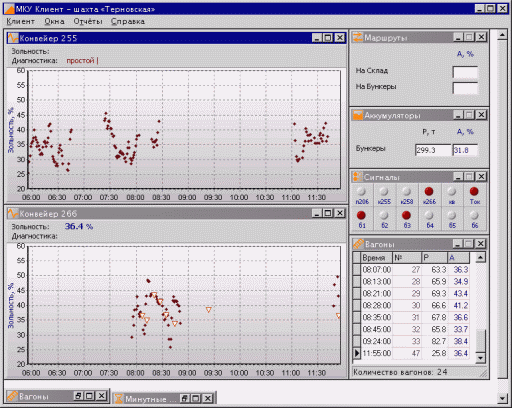 МКУ Клиент – шахта «Терновская»
Клиент Окна Отчёты Справка
Конвейер 255
Зольность:
Диагностика: простой |
Зольность, %
60
55
50
45
40
35
30
25
20
06:00 06:30 07:00 07:30 08:00 08:30 09:00 09:30 10:00 10:30 11:00 11:30
Конвейер 266
Зольность: 36.4 %
Диагностика:
Зольность, %
60
55
50
45
40
35
30
25
20
06:00 06:30 07:00 07:30 08:00 08:30 09:00 09:30 10:00 10:30 11:00 11:30
Маршруты
А, %
На Склад
На Бункеры
Аккумуляторы
Р, т А, %
Бункеры 299.3 31.8
Сигналы
п206 к255 к258 к266 хв Ток
б1 б2 б3 б4 б5 б6
Вагоны
Время № Р А
08:07:00 27 63.3 36.3
08:13:00 28 65.9 34.9
08:21:00 29 69.3 43.4
08:28:00 30 66.6 41.2
08:35:00 31 67.8 36.6
08:45:00 32 65.8 33.7
09:24:00 33 82.7 38.4
11:55:00 47 25.8 36.4
Количество вагонов: 24
Вагоны
Минутные ...